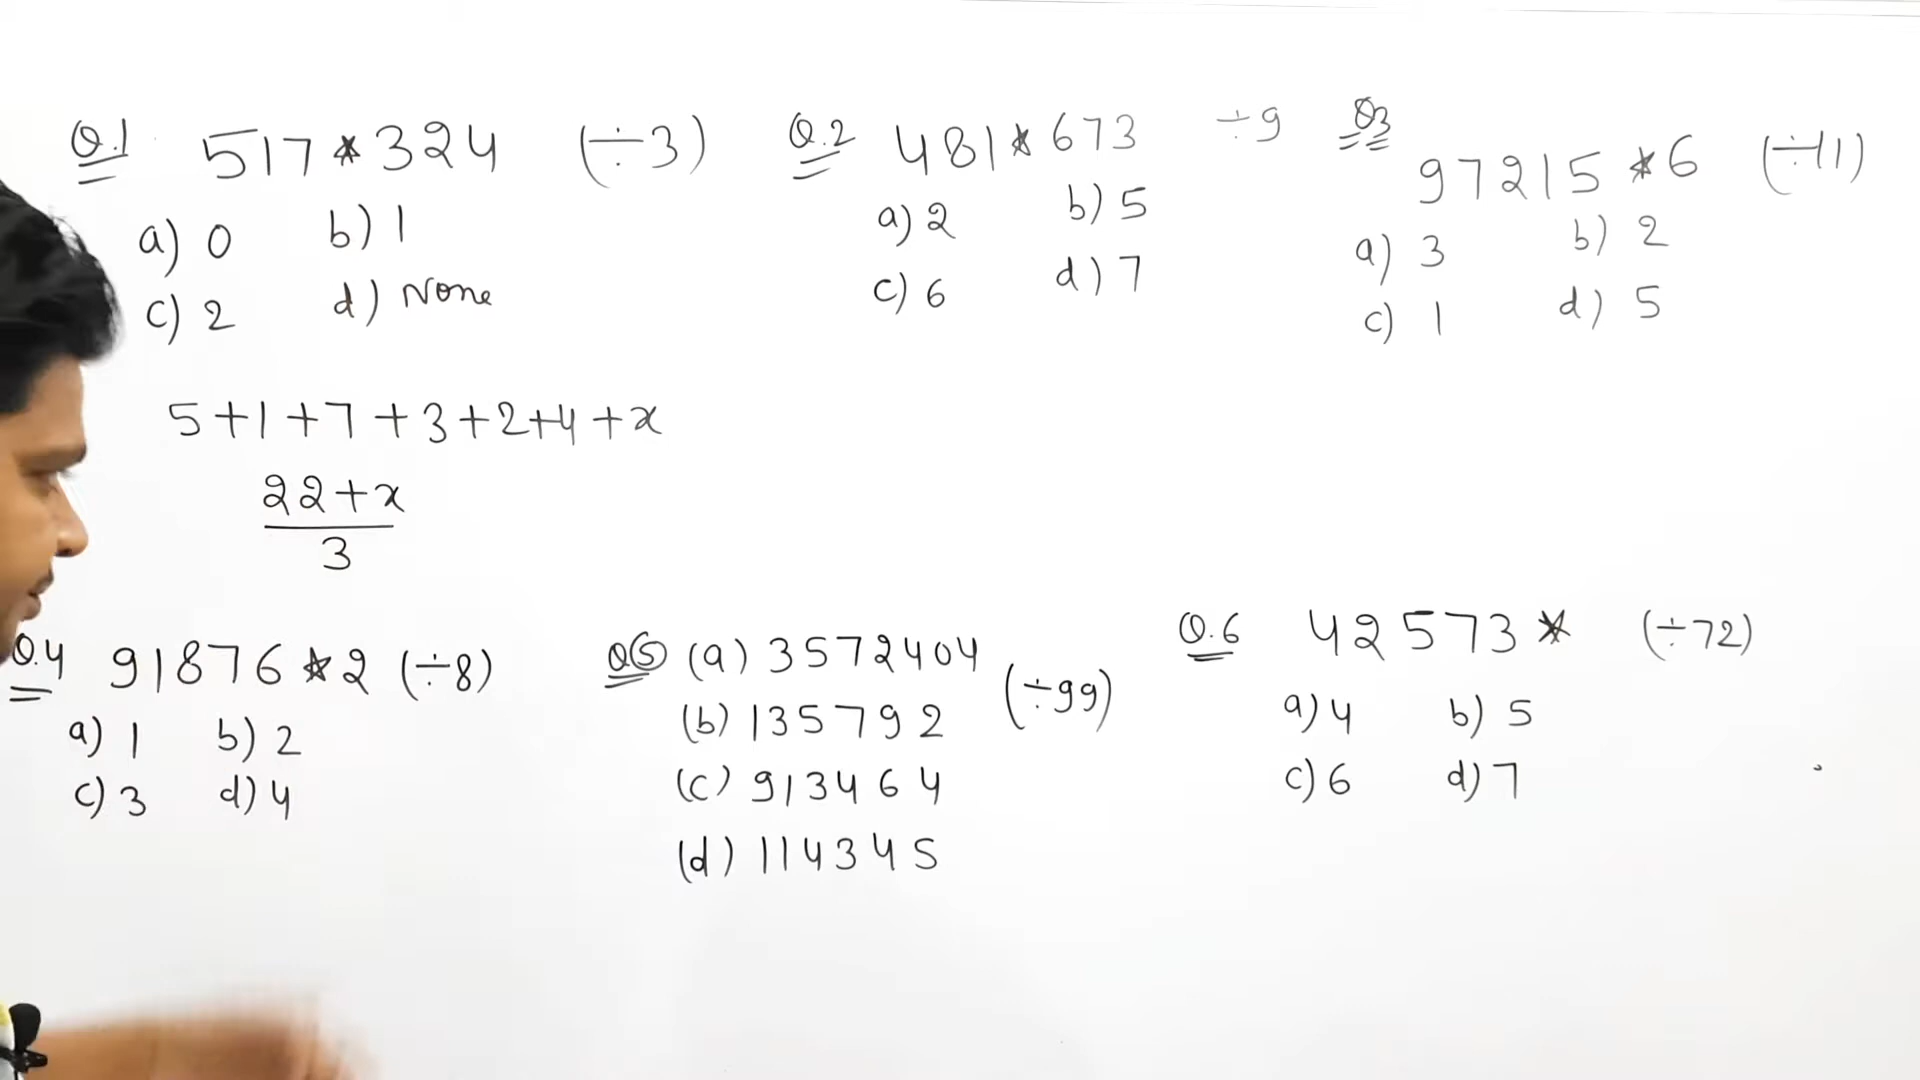 Q.1 517*324 (÷3)
a) 0 b) 1
c) 2 d) None
5+1+7+3+2+4+x
22+x
3
Q.2 481*673 ÷9
a) 2 b) 5
c) 6 d) 7
Q3 97215*6 (÷11)
a) 3 b) 2
c) 1 d) 5
Q.4 91876*2 (÷8)
a) 1 b) 2
c) 3 d) 4
Q5 (a) 3572404
(b) 135792
(c) 913464
(d) 114345
(÷99)
Q.6 42573* (÷72)
a) 4 b) 5
c) 6 d) 7